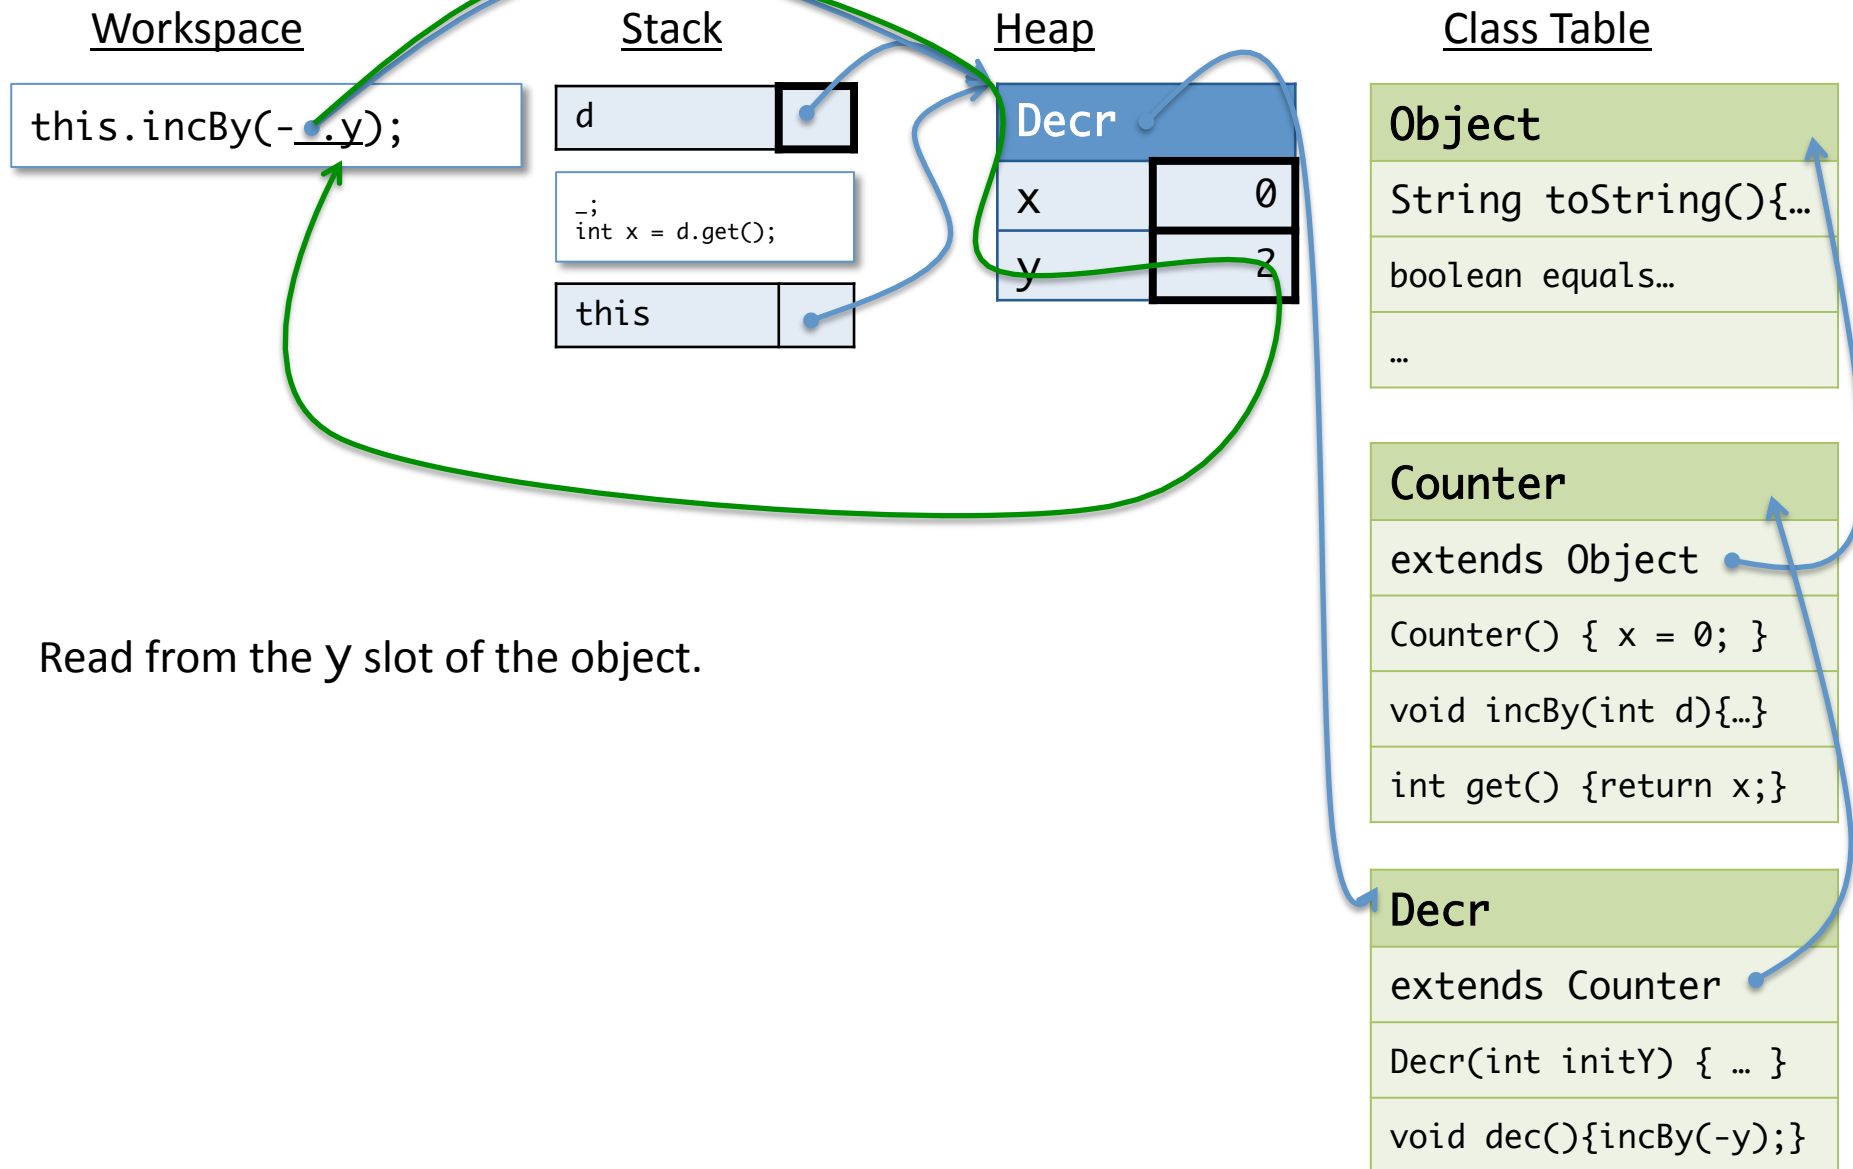 Workspace
this.incBy(- .y);
Stack
d
_;
int x = d.get();
this
Heap
Decr
x 0
y 2
Class Table
Object
String toString(){…
boolean equals…
…
Counter
extends Object
Counter() { x = 0; }
void incBy(int d){…}
int get() {return x;}
Decr
extends Counter
Decr(int initY) { … }
void dec(){incBy(-y);}
Read from the y slot of the object.